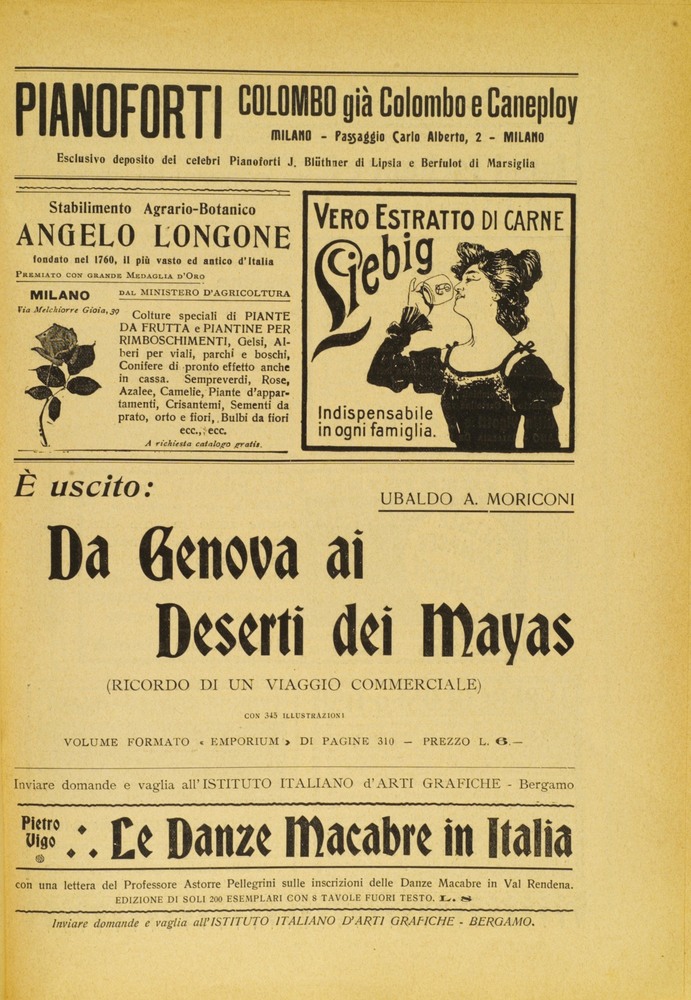 PIANOFORTI COLOMBO già Colombo e Caneploy
MILANO - Passaggio Carlo Alberto, 2 - MILANO
Esclusivo deposito dei celebri Pianoforti J. Blüthner di Lipsia e Berfulot di Marsiglia
Stabilimento Agrario-Botanico
ANGELO LONGONE
fondato nel 1760, il più vasto ed antico d'Italia
PREMIATO CON GRANDE MEDAGLIA D'ORO
DAL MINISTERO D'AGRICOLTURA
MILANO
Via Melchiorre Gioia, 39
Colture speciali di PIANTE
DA FRUTTA e PIANTINE PER
RIMBOSCHIMENTI, Gelsi, Al-
beri per viali, parchi e boschi,
Conifere di pronto effetto anche
in cassa. Sempreverdi, Rose,
Azalee, Camelie, Piante d'appar-
tamenti, Crisantemi, Sementi da
prato, orto e fiori, Bulbi da fiori
ecc., ecc.
A richiesta catalogo gratis.
VERO ESTRATTO DI CARNE
Liebig
Indispensabile
in ogni famiglia.
È uscito:
UBALDO A. MORICONI
Da Genova ai
Deserti dei Mayas
(RICORDO DI UN VIAGGIO COMMERCIALE)
CON 345 ILLUSTRAZIONI
VOLUME FORMATO « EMPORIUM » DI PAGINE 310 — PREZZO L. 6.—
Inviare domande e vaglia all'ISTITUTO ITALIANO d'ARTI GRAFICHE - Bergamo
Pietro
Vigo
∴ Le Danze Macabre in Italia
con una lettera del Professore Astorre Pellegrini sulle inscrizioni delle Danze Macabre in Val Rendena.
EDIZIONE DI SOLI 200 ESEMPLARI CON 8 TAVOLE FUORI TESTO. L. 8
Inviare domande e vaglia all'ISTITUTO ITALIANO D'ARTI GRAFICHE - BERGAMO.